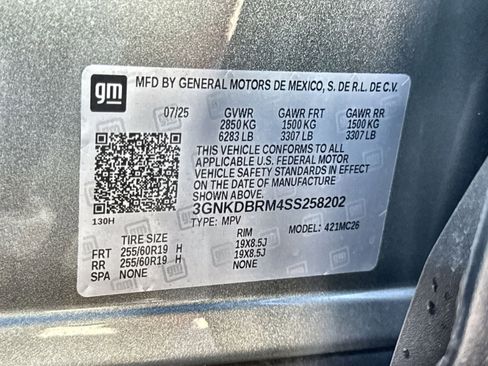 gm
MFD BY GENERAL MOTORS DE MEXICO, S. DE R.L. DE C.V.
07/25 GVWR GAWR FRT GAWR RR
2850 KG 1500 KG 1500 KG
6283 LB 3307 LB 3307 LB
THIS VEHICLE CONFORMS TO ALL
APPLICABLE U.S. FEDERAL MOTOR
VEHICLE SAFETY STANDARDS IN EFFECT
ON THE DATE OF MANUFACTURE
SHOWN ABOVE.
3GNKDBRM4SS258202
130H TYPE: MPV MODEL: 421MC26
TIRE SIZE RIM
FRT 255/60R19 H 19X8.5J
RR 255/60R19 H 19X8.5J
SPA NONE NONE